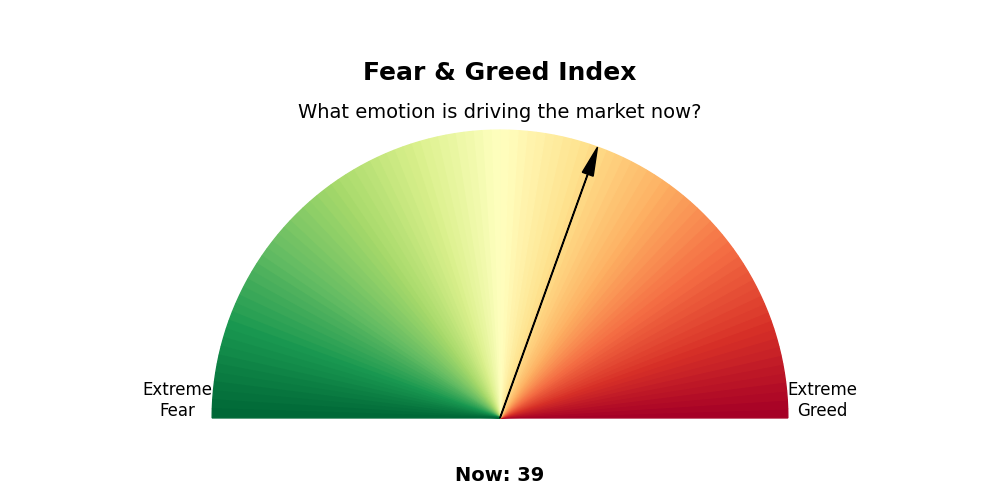 Fear & Greed Index
What emotion is driving the market now?
Extreme
Fear
Extreme
Greed
Now: 39